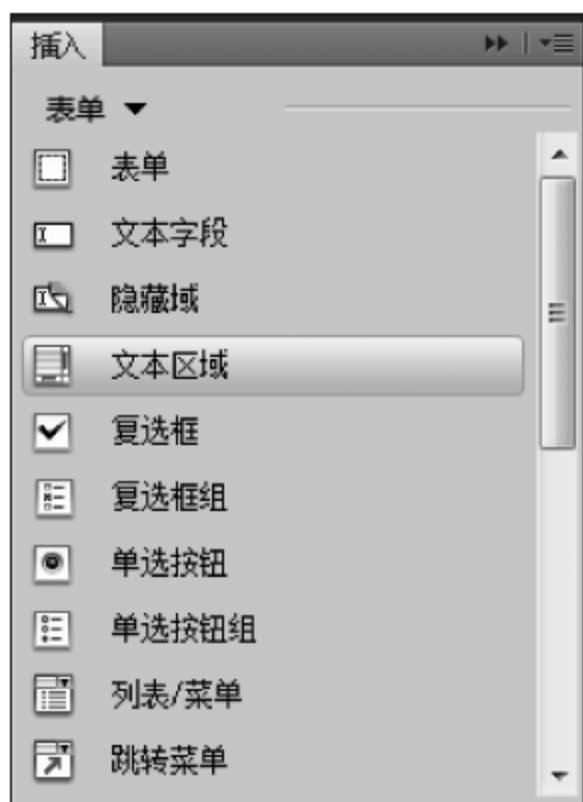 插入
表单
表单
文本字段
隐藏域
文本区域
复选框
复选框组
单选按钮
单选按钮组
列表/菜单
跳转菜单